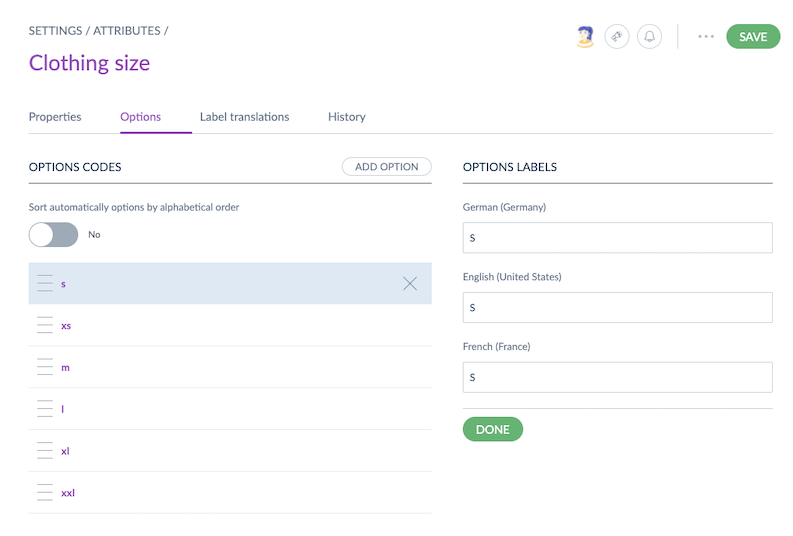 SETTINGS / ATTRIBUTES /
SAVE
Clothing size
Properties
Options
Label translations
History
OPTIONS CODES
ADD OPTION
Sort automatically options by alphabetical order
No
s
xs
m
l
xl
xxl
OPTIONS LABELS
German (Germany)
S
English (United States)
S
French (France)
S
DONE